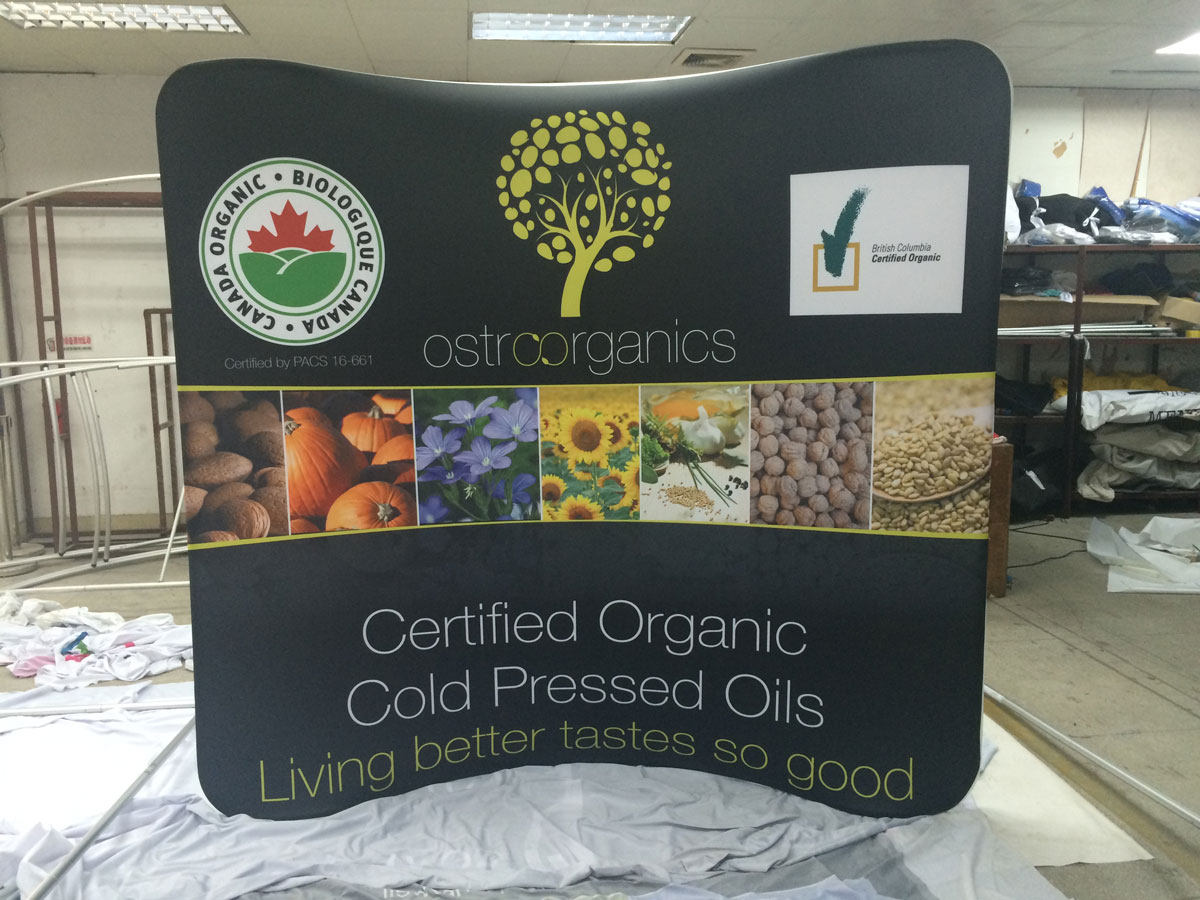 CANADA ORGANIC • BIOLOGIQUE CANADA •
British Columbia
Certified Organic
ostroorganics
Certified by PACS 16-661
Certified Organic
Cold Pressed Oils
Living better tastes so good